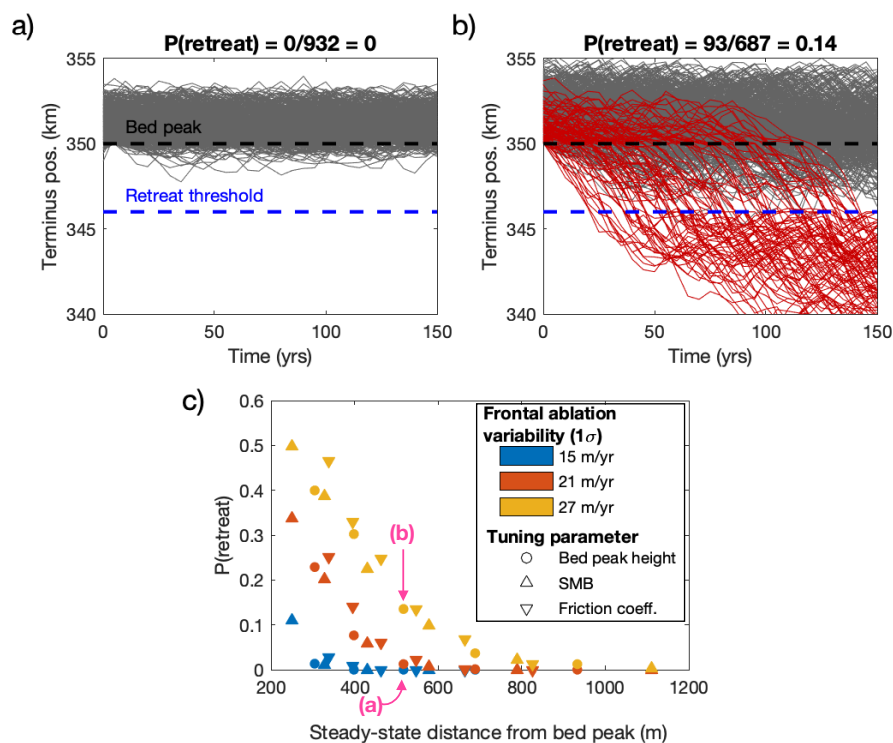 a)
P(retreat) = 0/932 = 0
Terminus pos. (km)
355
350
345
340
Bed peak
Retreat threshold
0
50
100
150
Time (yrs)
b)
P(retreat) = 93/687 = 0.14
Terminus pos. (km)
355
350
345
340
0
50
100
150
Time (yrs)
c)
P(retreat)
0.6
0.5
0.4
0.3
0.2
0.1
0
(b)
(a)
Frontal ablation
variability (1σ)
15 m/yr
21 m/yr
27 m/yr
Tuning parameter
Bed peak height
SMB
Friction coeff.
200
400
600
800
1000
1200
Steady-state distance from bed peak (m)